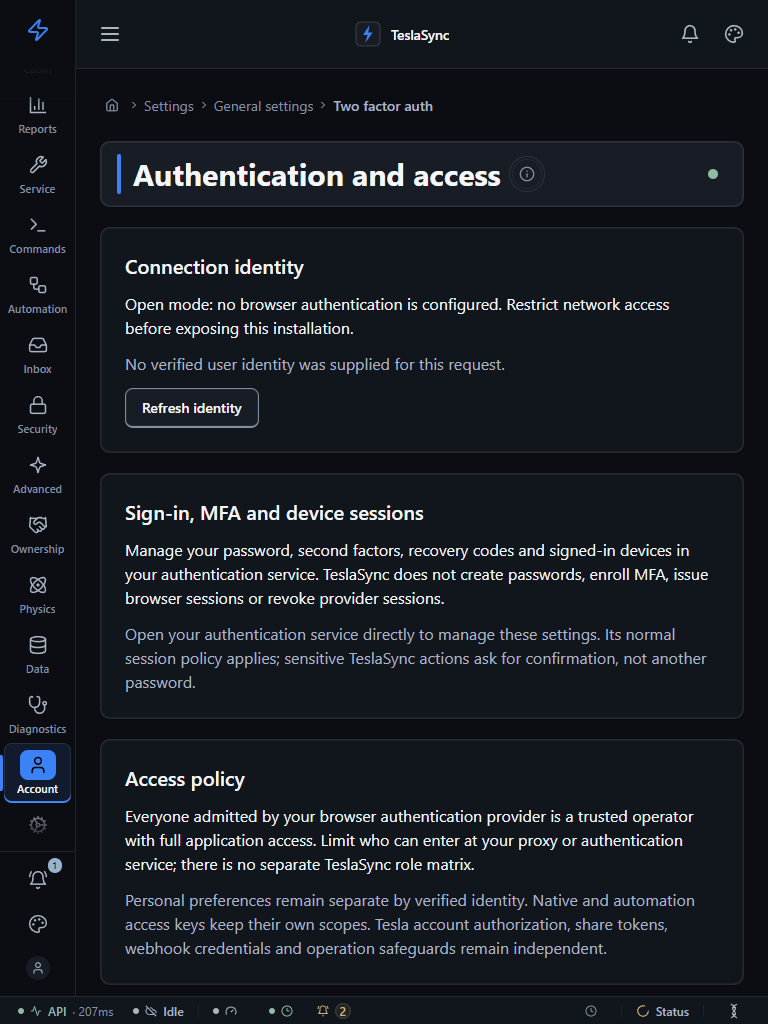 TeslaSync
Reports
Service
Commands
Automation
Inbox
Security
Advanced
Ownership
Physics
Data
Diagnostics
Account
1
Settings > General settings > Two factor auth
Authentication and access
Connection identity
Open mode: no browser authentication is configured. Restrict network access
before exposing this installation.
No verified user identity was supplied for this request.
Refresh identity
Sign-in, MFA and device sessions
Manage your password, second factors, recovery codes and signed-in devices in
your authentication service. TeslaSync does not create passwords, enroll MFA, issue
browser sessions or revoke provider sessions.
Open your authentication service directly to manage these settings. Its normal
session policy applies; sensitive TeslaSync actions ask for confirmation, not another
password.
Access policy
Everyone admitted by your browser authentication provider is a trusted operator
with full application access. Limit who can enter at your proxy or authentication
service; there is no separate TeslaSync role matrix.
Personal preferences remain separate by verified identity. Native and automation
access keys keep their own scopes. Tesla account authorization, share tokens,
webhook credentials and operation safeguards remain independent.
API · 207ms Idle 2 Status